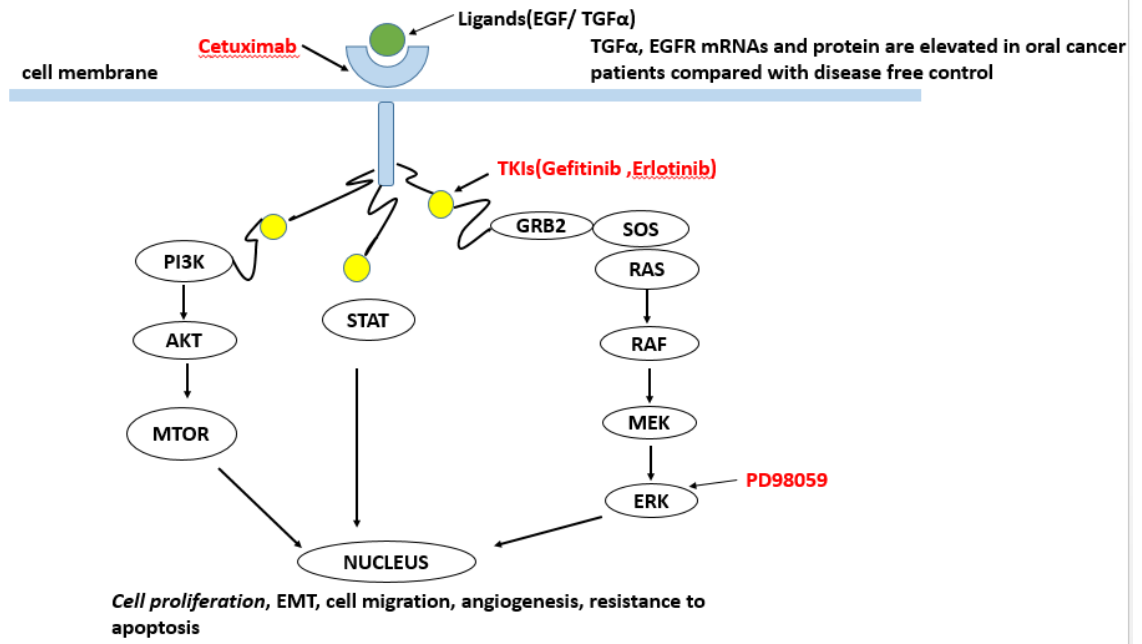 Ligands(EGF/ TGFα)
Cetuximab
TGFα, EGFR mRNAs and protein are elevated in oral cancer
patients compared with disease free control
cell membrane
TKIs(Gefitinib ,Erlotinib)
GRB2
SOS
PI3K
RAS
STAT
AKT
RAF
MEK
MTOR
PD98059
ERK
NUCLEUS
Cell proliferation, EMT, cell migration, angiogenesis, resistance to
apoptosis